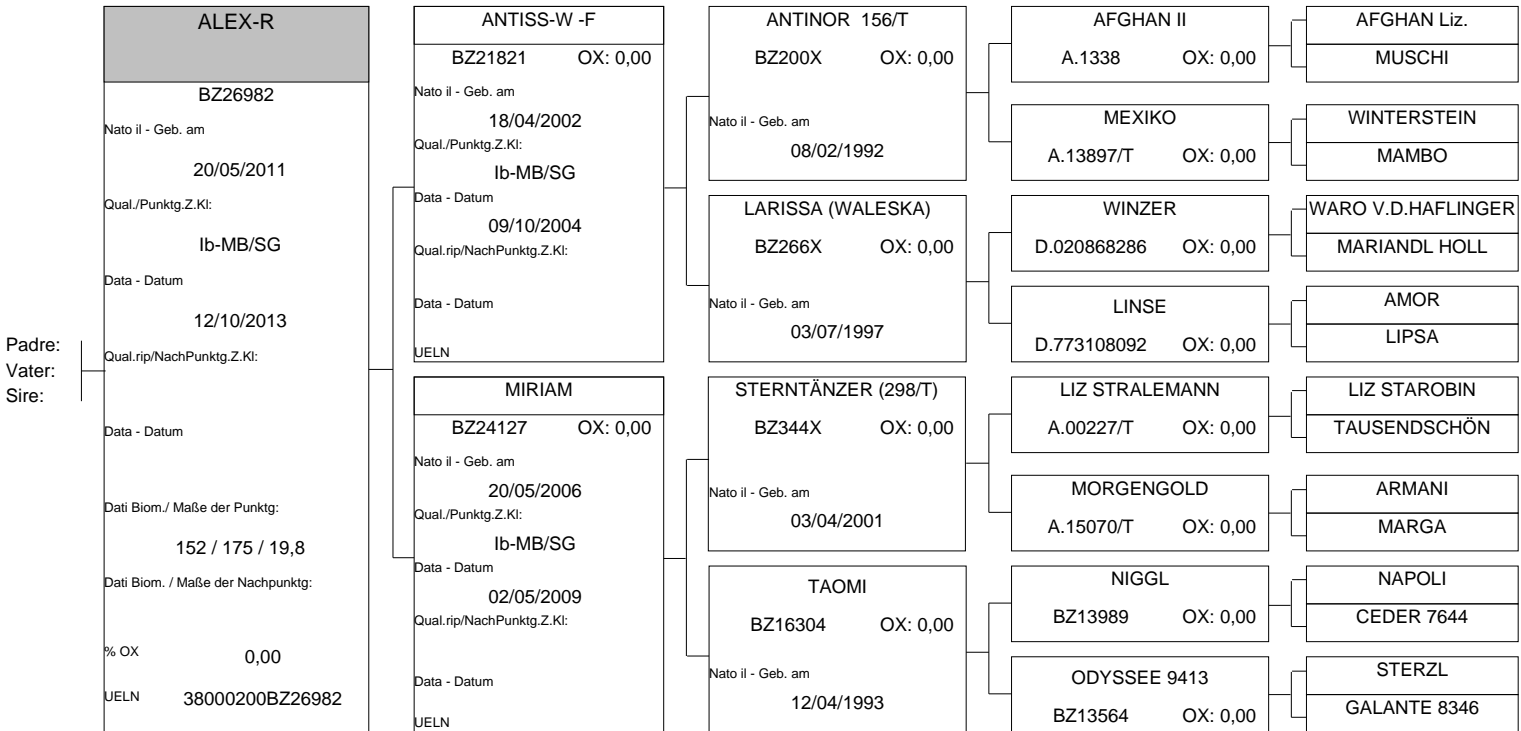 Padre:
Vater:
Sire:
ALEX-R
BZ26982
Nato il - Geb. am
20/05/2011
Qual./Punktg.Z.Kl:
Ib-MB/SG
Data - Datum
12/10/2013
Qual.rip/NachPunktg.Z.Kl:
Data - Datum
Dati Biom./ Maße der Punktg:
152 / 175 / 19,8
Dati Biom. / Maße der Nachpunktg:
% OX 0,00
UELN 38000200BZ26982
ANTISS-W -F
BZ21821 OX: 0,00
Nato il - Geb. am
18/04/2002
Qual./Punktg.Z.Kl:
Ib-MB/SG
Data - Datum
09/10/2004
Qual.rip/NachPunktg.Z.Kl:
Data - Datum
UELN
MIRIAM
BZ24127 OX: 0,00
Nato il - Geb. am
20/05/2006
Qual./Punktg.Z.Kl:
Ib-MB/SG
Data - Datum
02/05/2009
Qual.rip/NachPunktg.Z.Kl:
Data - Datum
UELN
ANTINOR 156/T
BZ200X OX: 0,00
Nato il - Geb. am
08/02/1992
LARISSA (WALESKA)
BZ266X OX: 0,00
Nato il - Geb. am
03/07/1997
STERNTÄNZER (298/T)
BZ344X OX: 0,00
Nato il - Geb. am
03/04/2001
TAOMI
BZ16304 OX: 0,00
Nato il - Geb. am
12/04/1993
AFGHAN II
A.1338 OX: 0,00
MEXIKO
A.13897/T OX: 0,00
WINZER
D.020868286 OX: 0,00
LINSE
D.773108092 OX: 0,00
LIZ STRALEMANN
A.00227/T OX: 0,00
MORGENGOLD
A.15070/T OX: 0,00
NIGGL
BZ13989 OX: 0,00
ODYSSEE 9413
BZ13564 OX: 0,00
AFGHAN Liz.
MUSCHI
WINTERSTEIN
MAMBO
WARO V.D.HAFLINGER
MARIANDL HOLL
AMOR
LIPSA
LIZ STAROBIN
TAUSENDSCHÖN
ARMANI
MARGA
NAPOLI
CEDER 7644
STERZL
GALANTE 8346